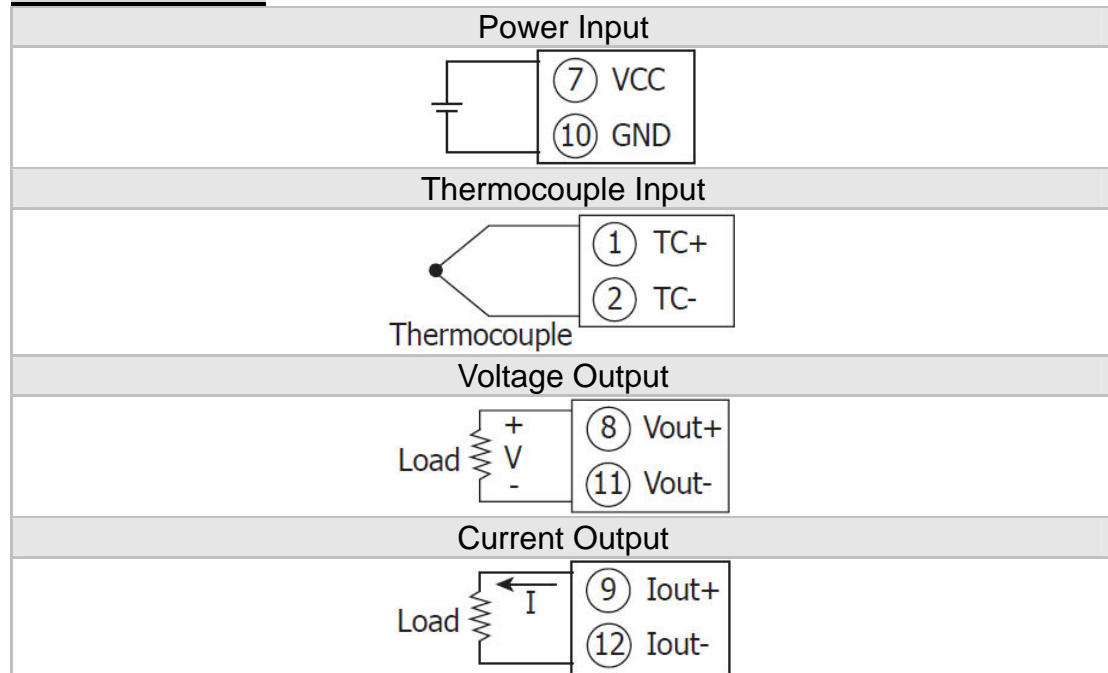 Power Input
7 VCC
10 GND
Thermocouple Input
1 TC+
2 TC-
Thermocouple
Voltage Output
+
8 Vout+
Load V
-
11 Vout-
Current Output
9 Iout+
I
Load
12 Iout-